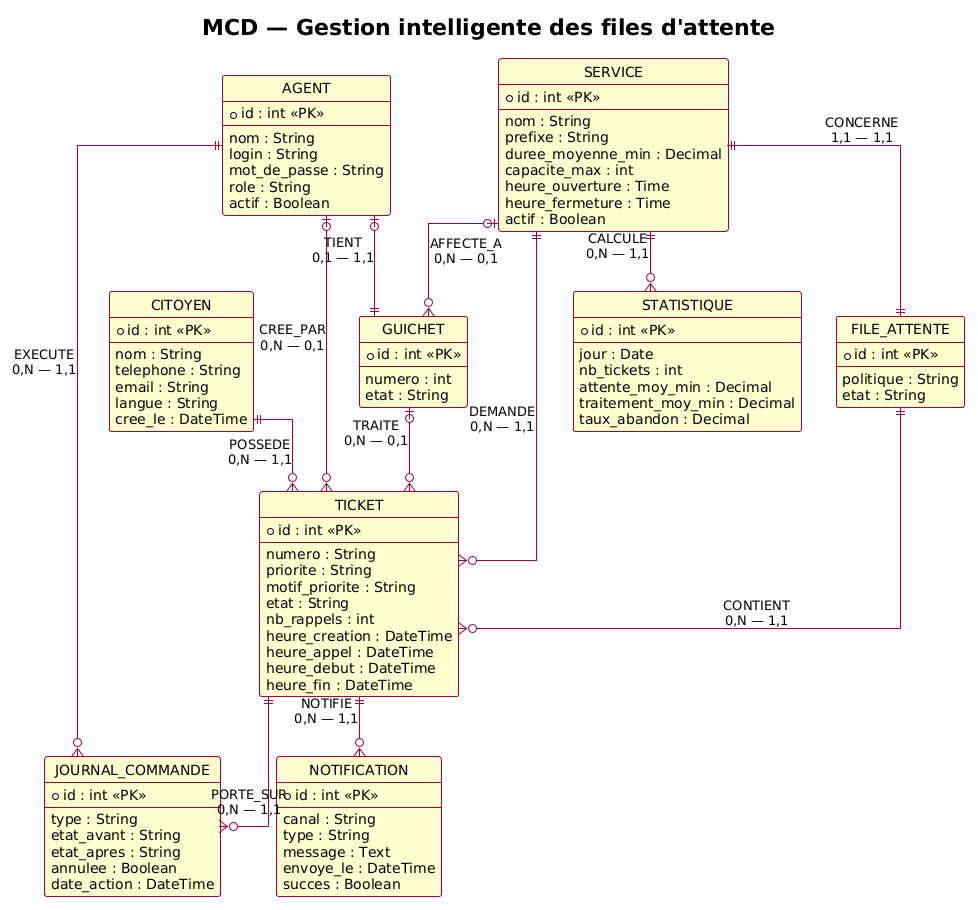 MCD — Gestion intelligente des files d'attente
AGENT
id : int «PK»
nom : String
login : String
mot_de_passe : String
role : String
actif : Boolean
SERVICE
id : int «PK»
nom : String
prefixe : String
duree_moyenne_min : Decimal
capacite_max : int
heure_ouverture : Time
heure_fermeture : Time
actif : Boolean
CONCERNE
1,1 — 1,1
TIENT
0,1 — 1,1
AFFECTE_A
0,N — 0,1
CALCULE
0,N — 1,1
CITOYEN
id : int «PK»
nom : String
telephone : String
email : String
langue : String
cree_le : DateTime
CREE_PAR
0,N — 0,1
GUICHET
id : int «PK»
numero : int
etat : String
STATISTIQUE
id : int «PK»
jour : Date
nb_tickets : int
attente_moy_min : Decimal
traitement_moy_min : Decimal
taux_abandon : Decimal
FILE_ATTENTE
id : int «PK»
politique : String
etat : String
EXECUTE
0,N — 1,1
POSSEDE
0,N — 1,1
TRAITE
0,N — 0,1
DEMANDE
0,N — 1,1
TICKET
id : int «PK»
numero : String
priorite : String
motif_priorite : String
etat : String
nb_rappels : int
heure_creation : DateTime
heure_appel : DateTime
heure_debut : DateTime
heure_fin : DateTime
CONTIENT
0,N — 1,1
NOTIFIE
0,N — 1,1
JOURNAL_COMMANDE
id : int «PK»
type : String
etat_avant : String
etat_apres : String
annulee : Boolean
date_action : DateTime
PORTE_SUR
0,N — 1,1
NOTIFICATION
id : int «PK»
canal : String
type : String
message : Text
envoye_le : DateTime
succes : Boolean